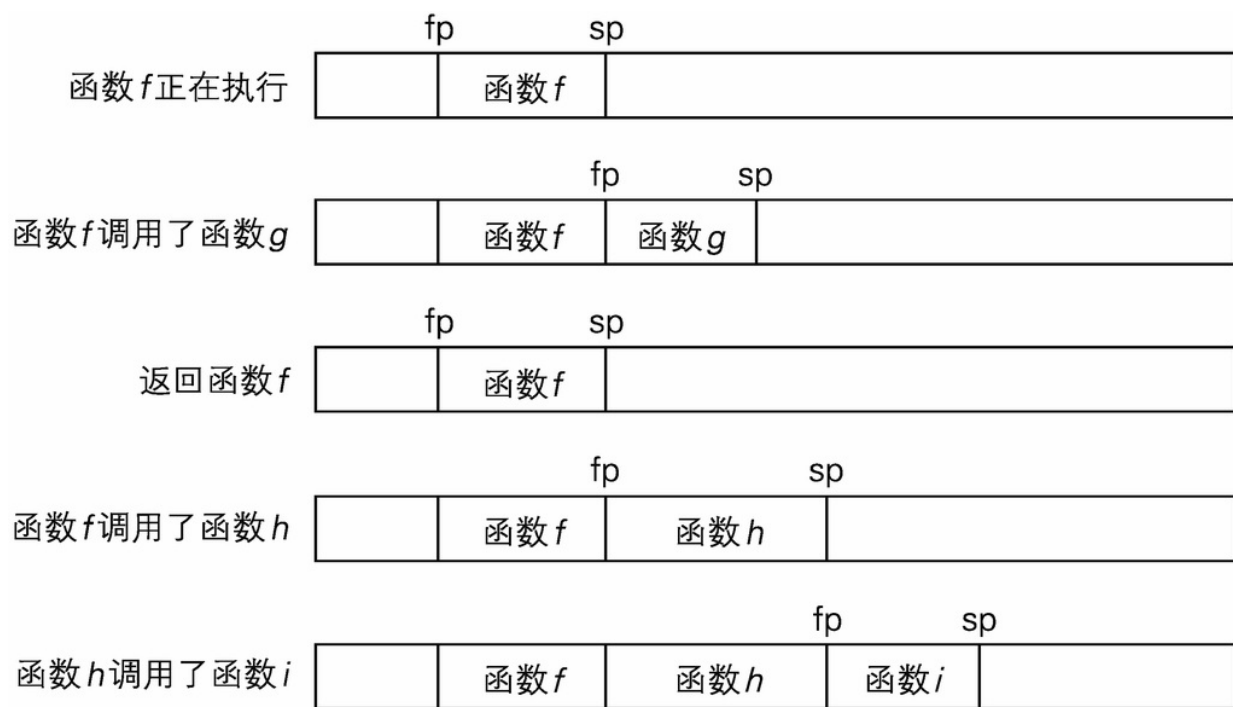 fp sp
函数f正在执行 函数f
fp sp
函数f调用了函数g 函数f 函数g
fp sp
返回函数f 函数f
fp sp
函数f调用了函数h 函数f 函数h
fp sp
函数h调用了函数i 函数f 函数h 函数i